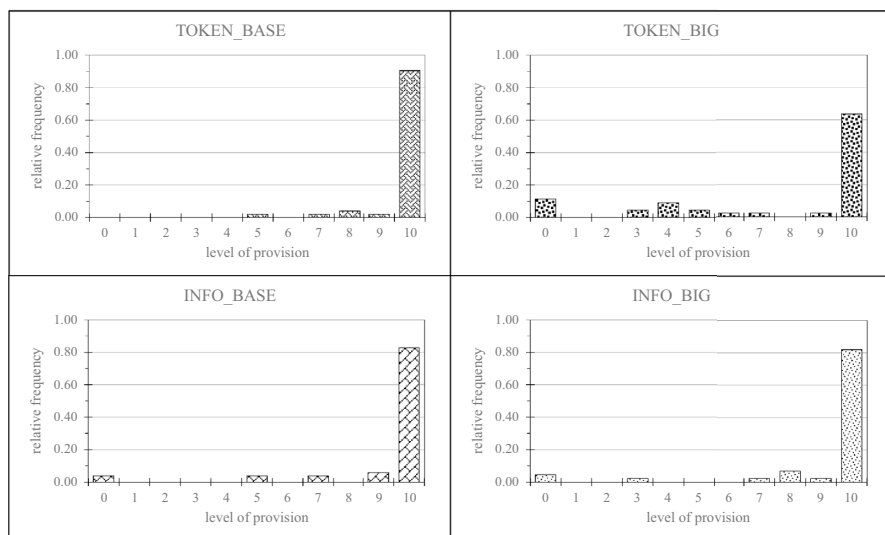 TOKEN_BASE
relative frequency
1.00
0.80
0.60
0.40
0.20
0.00
0 1 2 3 4 5 6 7 8 9 10
level of provision
TOKEN_BIG
relative frequency
1.00
0.80
0.60
0.40
0.20
0.00
0 1 2 3 4 5 6 7 8 9 10
level of provision
INFO_BASE
relative frequency
1.00
0.80
0.60
0.40
0.20
0.00
0 1 2 3 4 5 6 7 8 9 10
level of provision
INFO_BIG
relative frequency
1.00
0.80
0.60
0.40
0.20
0.00
0 1 2 3 4 5 6 7 8 9 10
level of provision